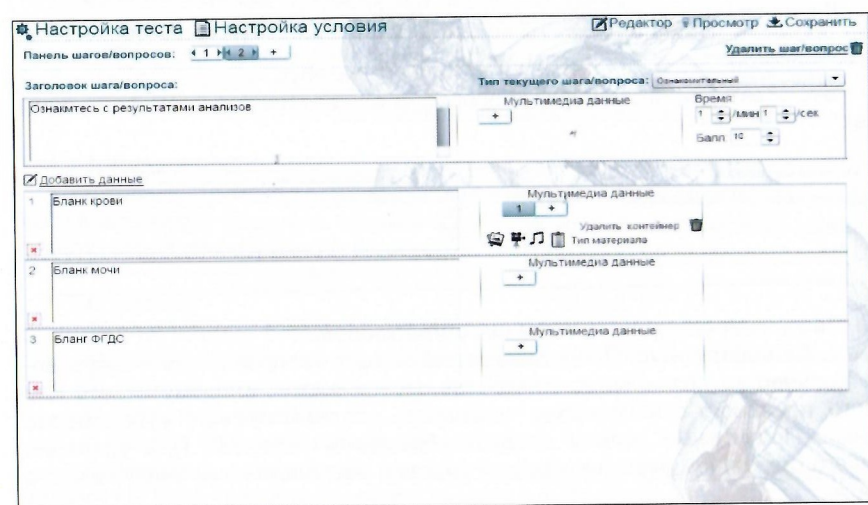 Настройка теста Настройка условия Редактор Просмотр Сохранить
Панель шагов/вопросов: 1 2 + Удалить шаг/вопрос
Заголовок шага/вопроса: Тип текущего шага/вопроса: Ознакомительный
Ознакмтесь с результатами анализов
Мультимедиа данные
+
Время
1 /мин 1 /сек
Балл 10
Добавить данные
1 Бланк крови
Мультимедиа данные
1 +
Удалить контейнер
Тип материала
2 Бланк мочи
Мультимедиа данные
+
3 Бланг ФГДС
Мультимедиа данные
+